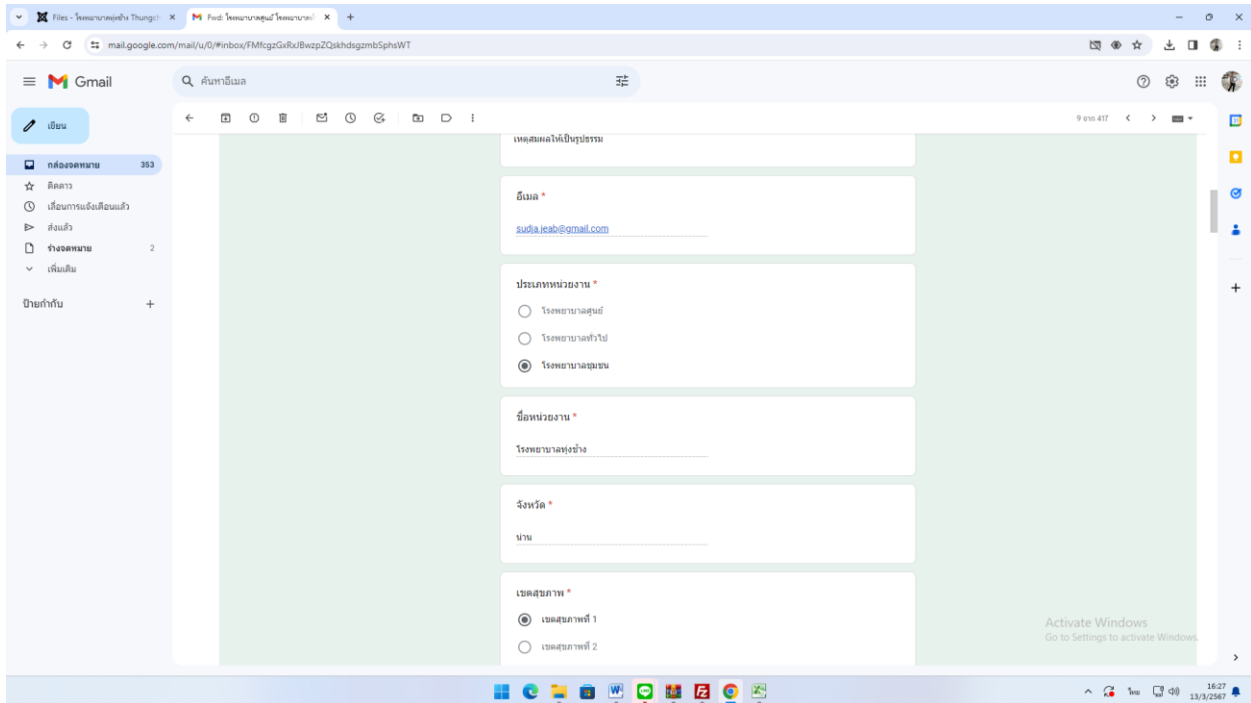 Files - โรงพยาบาลทุ่งช้าง Thungch
Fwd: โรงพยาบาลศูนย์ โรงพยาบาลทั่
mail.google.com/mail/u/0/#inbox/FMfcgzGxRxJBwzpZQskhdsgzmbSphsWT
Gmail
ค้นหาอีเมล
เขียน
9 จาก 417
กล่องจดหมาย 353
ติดดาว
เลื่อนการแจ้งเตือนแล้ว
ส่งแล้ว
ร่างจดหมาย 2
เพิ่มเติม
ป้ายกำกับ
เหตุสมผลให้เป็นรูปธรรม
อีเมล *
sudja.jeab@gmail.com
ประเภทหน่วยงาน *
โรงพยาบาลศูนย์
โรงพยาบาลทั่วไป
โรงพยาบาลชุมชน
ชื่อหน่วยงาน *
โรงพยาบาลทุ่งช้าง
จังหวัด *
น่าน
เขตสุขภาพ *
เขตสุขภาพที่ 1
เขตสุขภาพที่ 2
Activate Windows
Go to Settings to activate Windows.
ไทย
16:27
13/3/2567